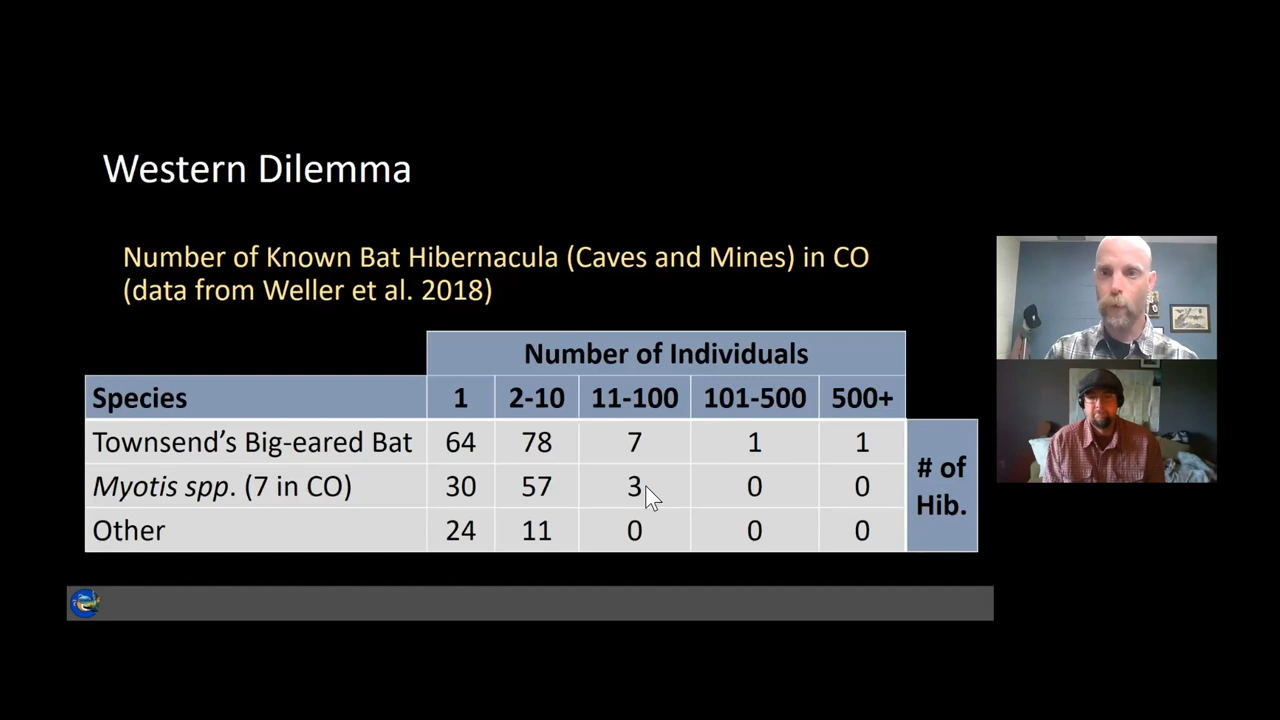 Western Dilemma
Number of Known Bat Hibernacula (Caves and Mines) in CO
(data from Weller et al. 2018)
Number of Individuals
Species 1 2-10 11-100 101-500 500+
Townsend's Big-eared Bat 64 78 7 1 1
Myotis spp. (7 in CO) 30 57 3 0 0
Other 24 11 0 0 0
# of
Hib.